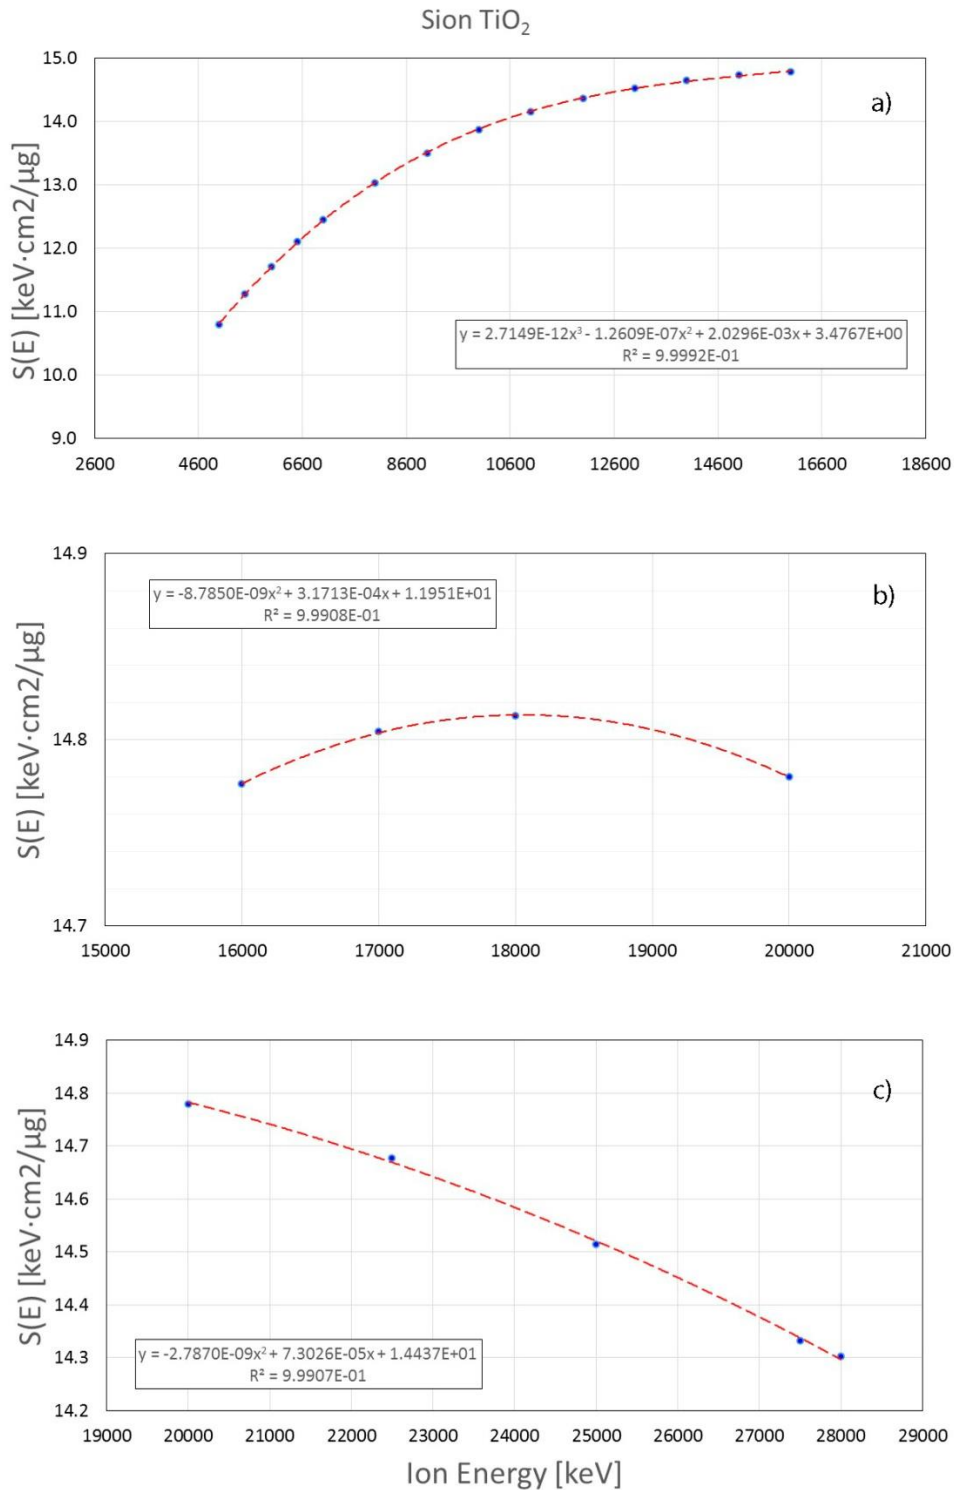 Sion TiO₂
15.0
14.0
13.0
12.0
11.0
10.0
9.0
S(E) [keV·cm2/µg]
a)
y = 2.7149E-12x³ - 1.2609E-07x² + 2.0296E-03x + 3.4767E+00
R² = 9.9992E-01
2600 4600 6600 8600 10600 12600 14600 16600 18600
14.9
14.8
14.7
S(E) [keV·cm2/µg]
y = -8.7850E-09x² + 3.1713E-04x + 1.1951E+01
R² = 9.9908E-01
b)
15000 16000 17000 18000 19000 20000 21000
14.9
14.8
14.7
14.6
14.5
14.4
14.3
14.2
S(E) [keV·cm2/µg]
c)
y = -2.7870E-09x² + 7.3026E-05x + 1.4437E+01
R² = 9.9907E-01
19000 20000 21000 22000 23000 24000 25000 26000 27000 28000 29000
Ion Energy [keV]